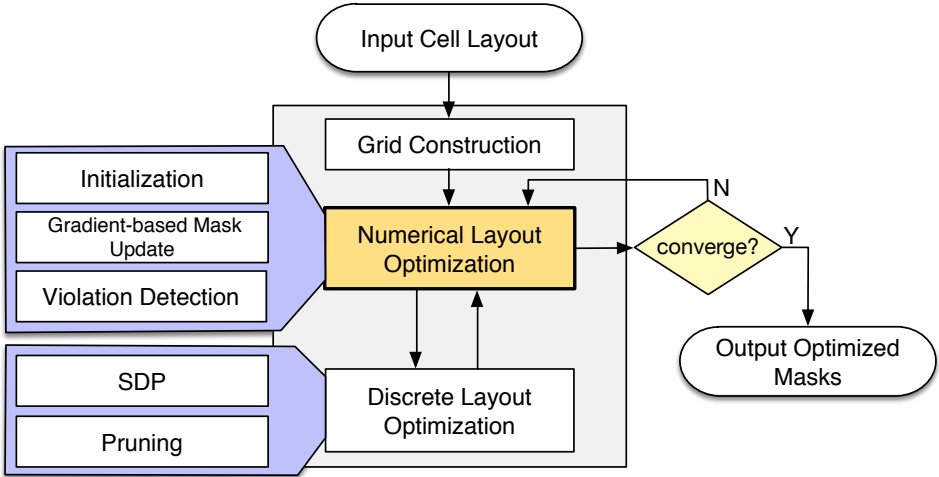 Input Cell Layout
Grid Construction
Initialization
Gradient-based Mask
Update
Violation Detection
Numerical Layout
Optimization
N
converge?
Y
Output Optimized
Masks
SDP
Pruning
Discrete Layout
Optimization